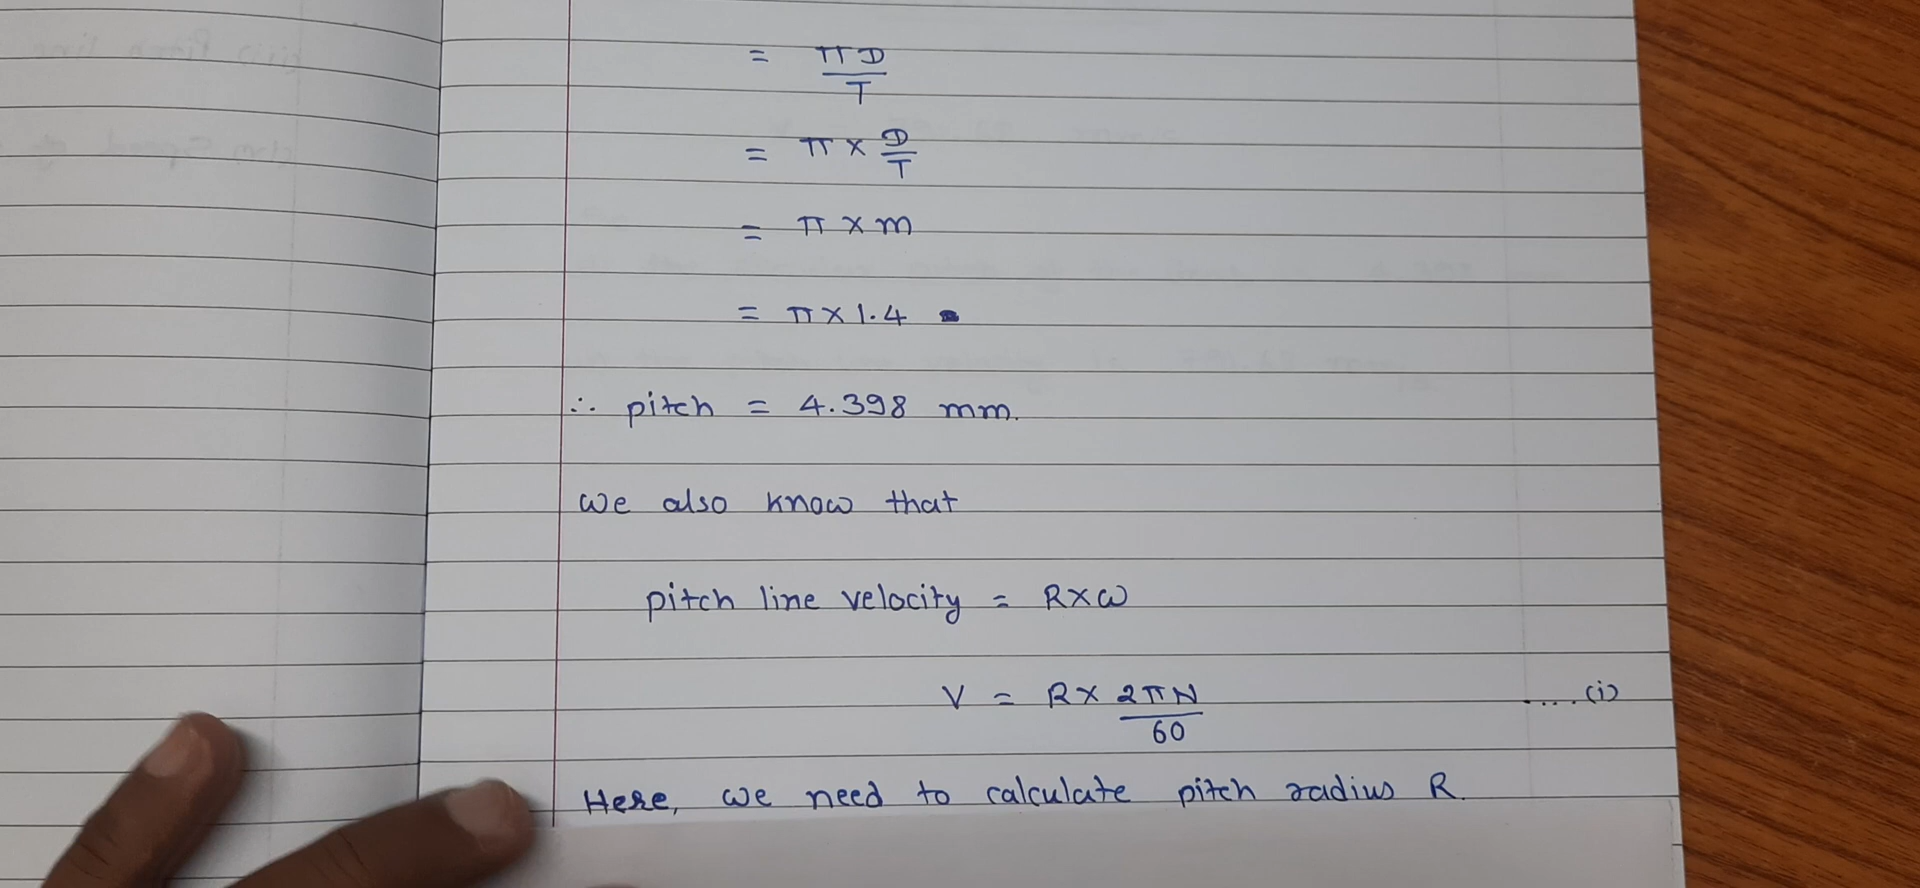 = πD/T
= π × D/T
= π × m
= π × 1.4
∴ pitch = 4.398 mm.
we also know that
pitch line velocity = R×ω
V = R× 2πN/60 .....(i)
Here, we need to calculate pitch radius R.